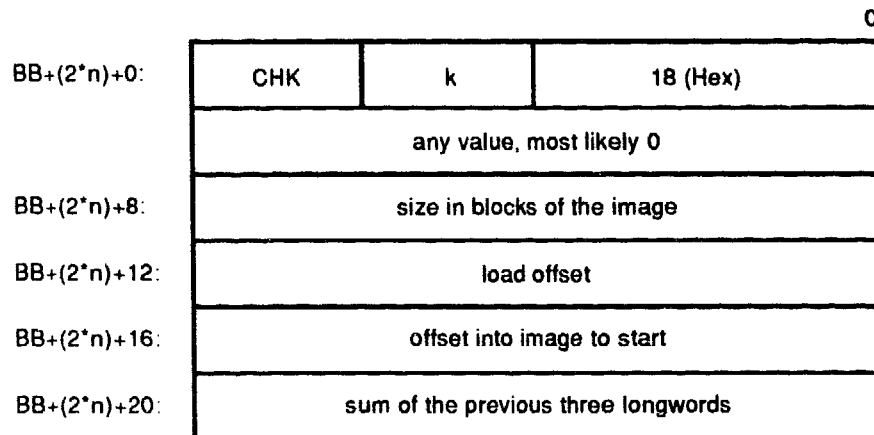 0
BB+(2*n)+0: CHK k 18 (Hex)
any value, most likely 0
BB+(2*n)+8: size in blocks of the image
BB+(2*n)+12: load offset
BB+(2*n)+16: offset into image to start
BB+(2*n)+20: sum of the previous three longwords